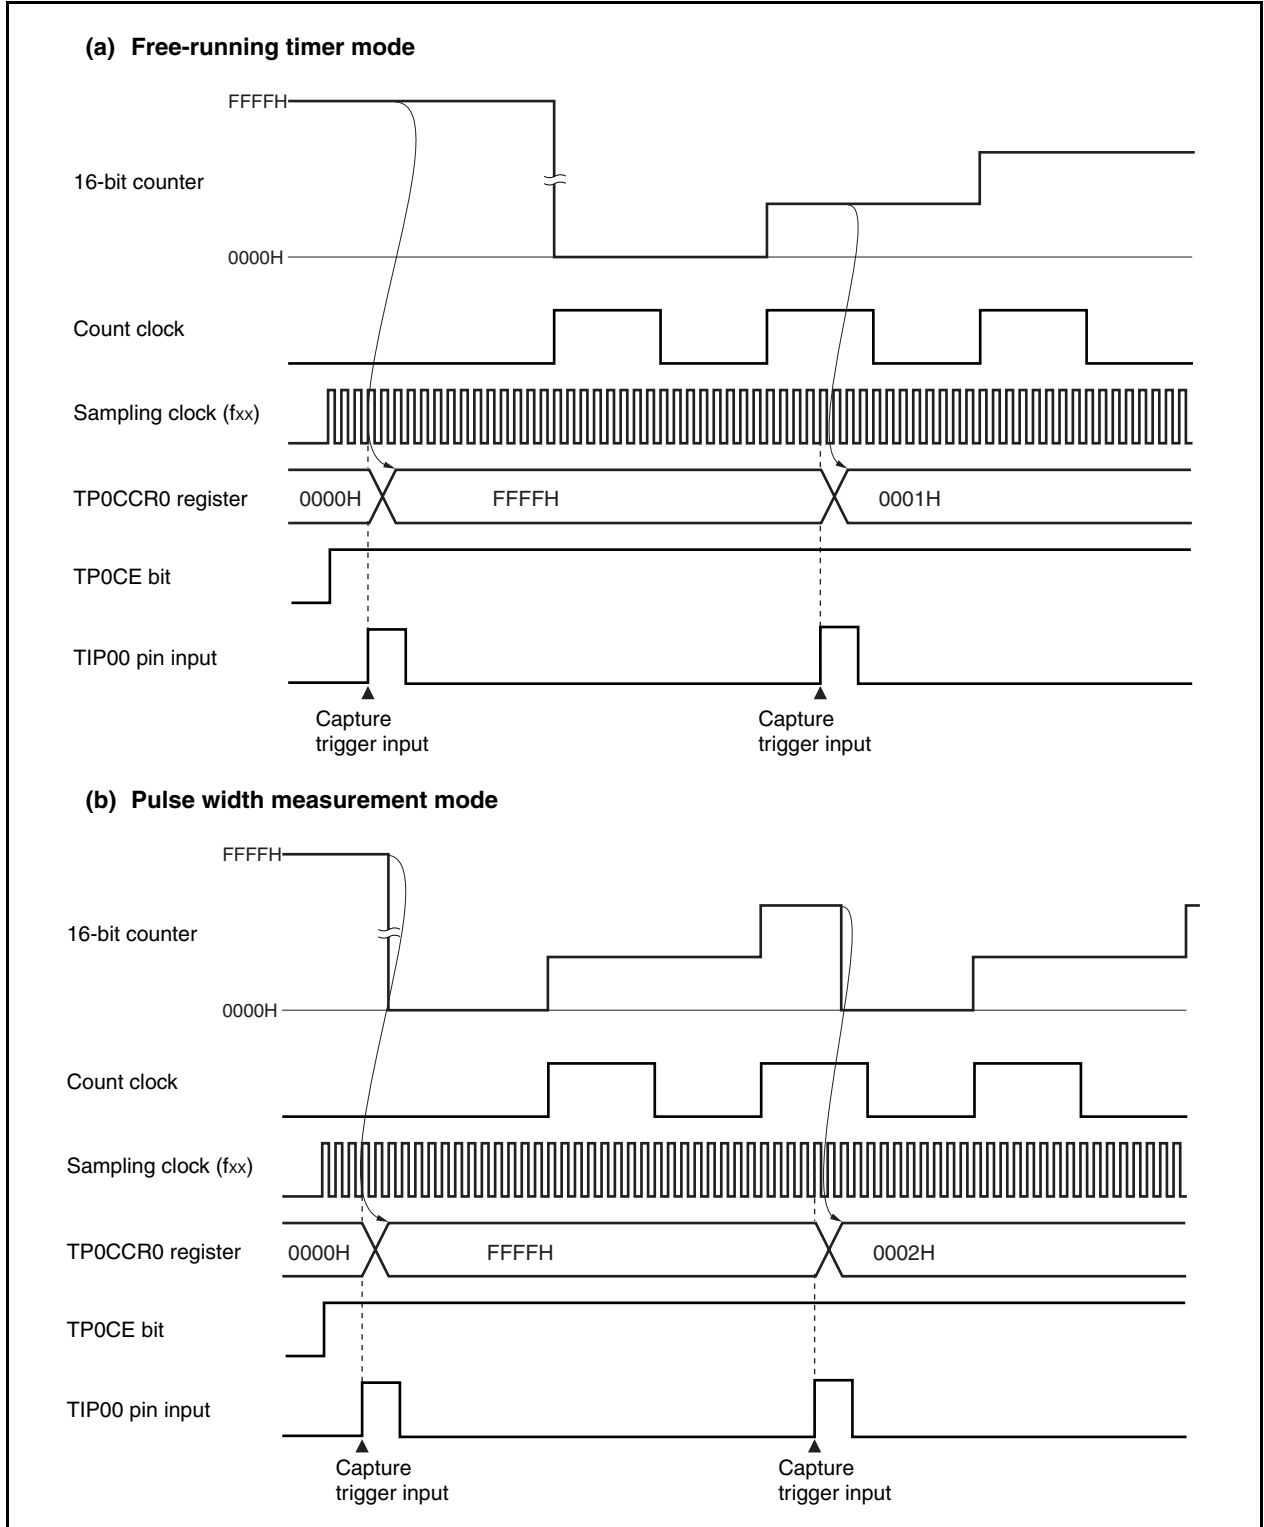 (a) Free-running timer mode
FFFFH
16-bit counter
0000H
Count clock
Sampling clock (fxx)
TP0CCR0 register 0000H FFFFH 0001H
TP0CE bit
TIP00 pin input
Capture
trigger input
Capture
trigger input
(b) Pulse width measurement mode
FFFFH
16-bit counter
0000H
Count clock
Sampling clock (fxx)
TP0CCR0 register 0000H FFFFH 0002H
TP0CE bit
TIP00 pin input
Capture
trigger input
Capture
trigger input